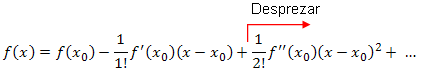 Desprezar
f(x) = f(x₀) − 1/1! f′(x₀)(x − x₀) + 1/2! f′′(x₀)(x − x₀)² + …